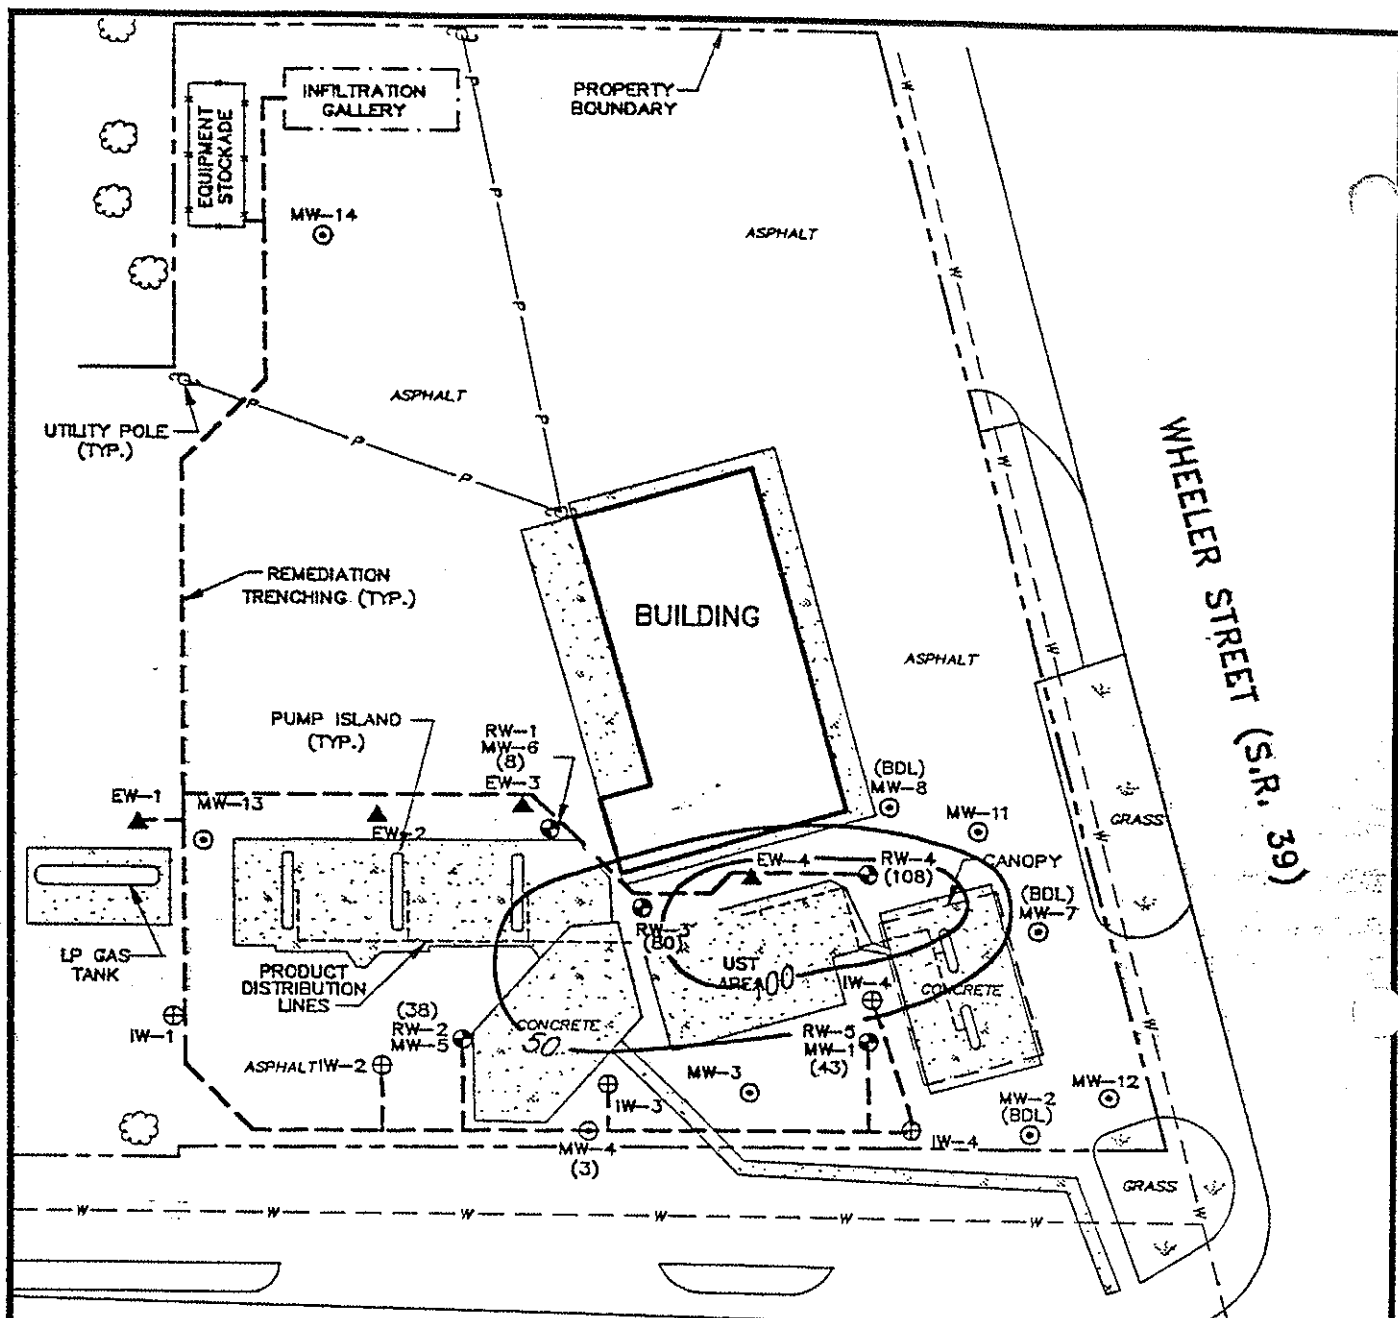 INFILTRATION
GALLERY
PROPERTY
BOUNDARY
EQUIPMENT
STOCKADE
W
P
P
MW-14
ASPHALT
W
P
UTILITY POLE
(TYP.)
P
P
P
P
ASPHALT
W
WHEELER STREET (S.R. 39)
REMEDIATION
TRENCHING (TYP.)
BUILDING
W
ASPHALT
PUMP ISLAND
(TYP.)
RW-1
MW-6
(8)
EW-3
EW-1
MW-13
EW-2
(BDL)
MW-8
MW-11
GRASS
EW-4
RW-4
(108)
CANOPY
(BDL)
MW-7
RW-3
(80)
LP GAS
TANK
PRODUCT
DISTRIBUTION
LINES
UST
AREA
100
IW-4
CONCRETE
IW-1
(38)
RW-2
MW-5
CONCRETE
50
RW-5
MW-1
(43)
ASPHALT
IW-2
MW-3
IW-3
MW-12
MW-2
(BDL)
MW-4
(3)
IW-4
GRASS
W
W
W
W
W
W
W